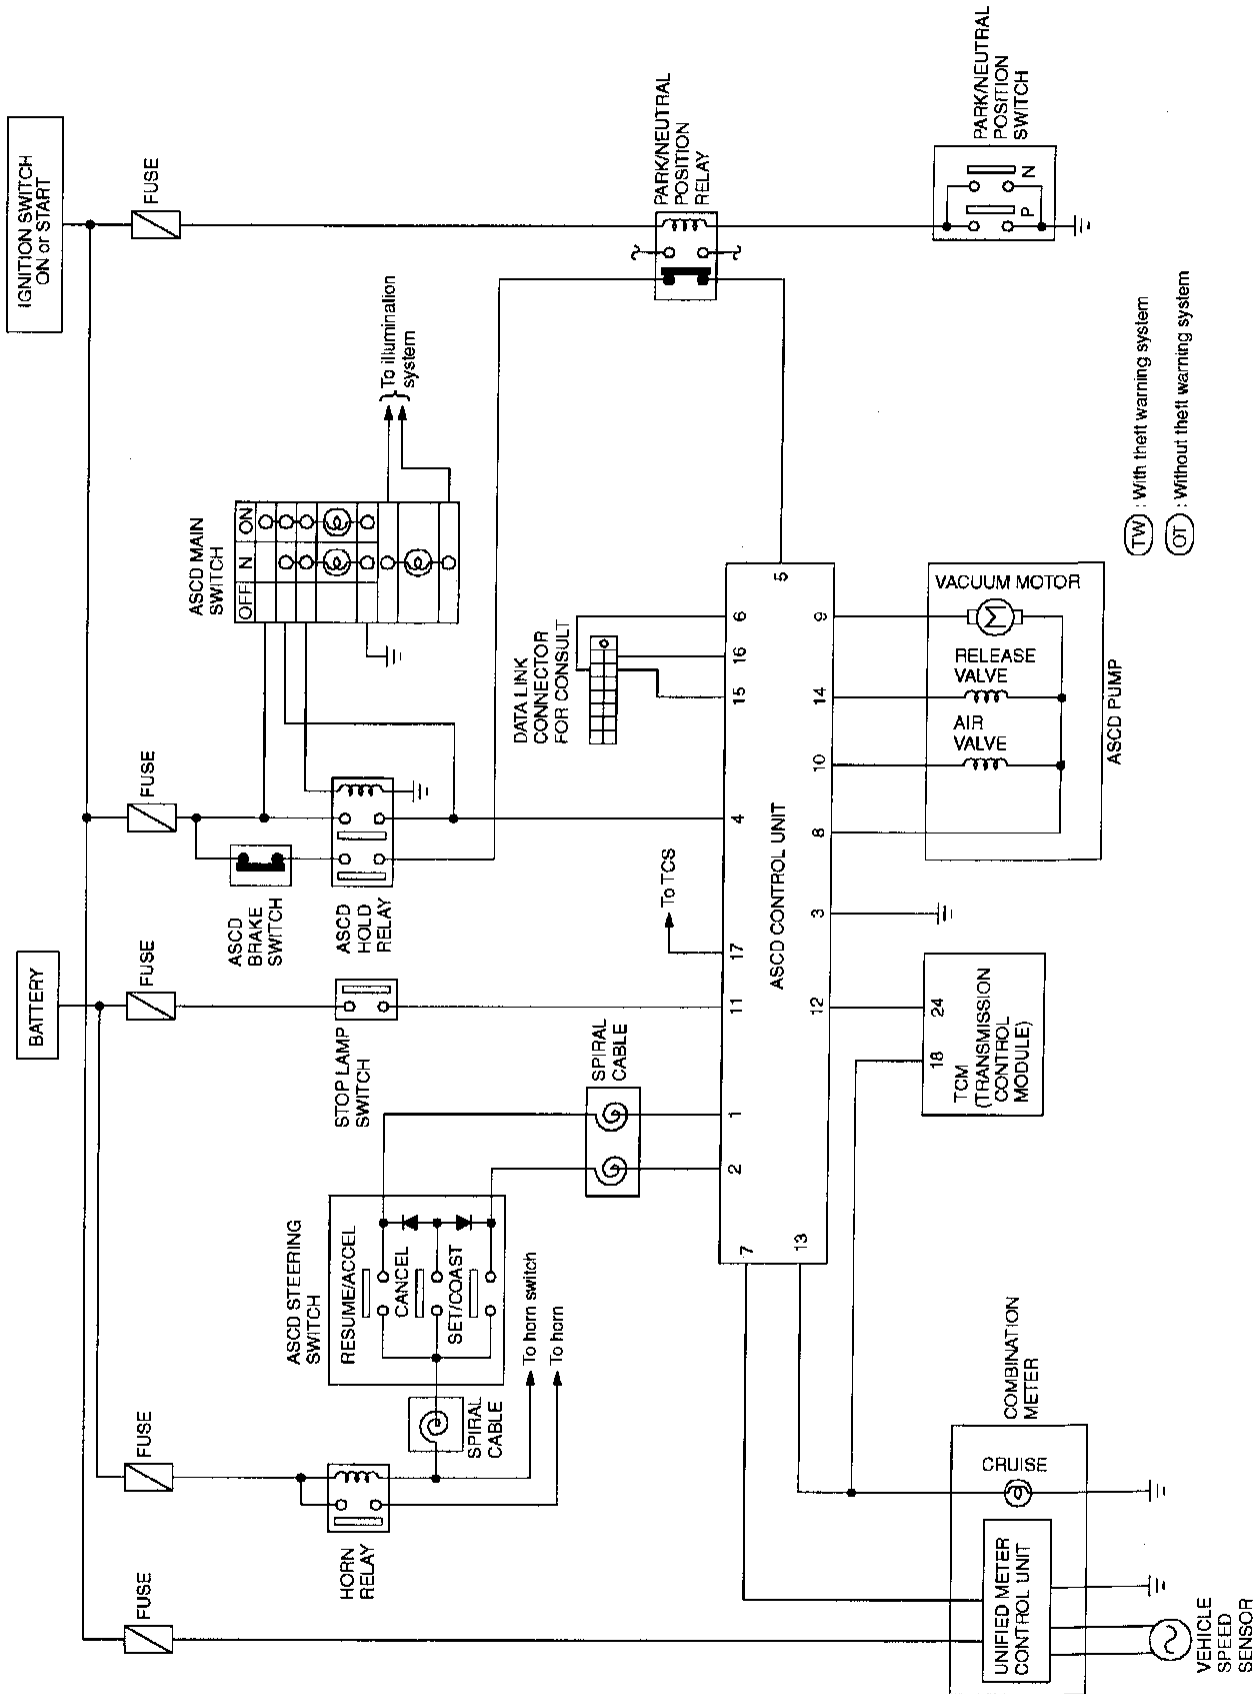 IGNITION SWITCH
ON or START
FUSE
PARK/NEUTRAL
POSITION
RELAY
PARK/NEUTRAL
POSITION
SWITCH
P
N
To illumination
system
ASCD MAIN
SWITCH
OFF
N
ON
FUSE
ASCD
BRAKE
SWITCH
ASCD
HOLD
RELAY
DATA LINK
CONNECTOR
FOR CONSULT
BATTERY
FUSE
STOP LAMP
SWITCH
To TCS
SPIRAL
CABLE
ASCD STEERING
SWITCH
RESUME/ACCEL
CANCEL
SET/COAST
SPIRAL
CABLE
To horn switch
To horn
FUSE
HORN
RELAY
FUSE
ASCD CONTROL UNIT
5
6
16
15
4
17
11
1
2
7
13
9
14
10
8
3
12
VACUUM MOTOR
M
RELEASE
VALVE
AIR
VALVE
ASCD PUMP
24
18
TCM
(TRANSMISSION
CONTROL
MODULE)
COMBINATION
METER
CRUISE
UNIFIED METER
CONTROL UNIT
VEHICLE
SPEED
SENSOR
TW : With theft warning system
OT : Without theft warning system